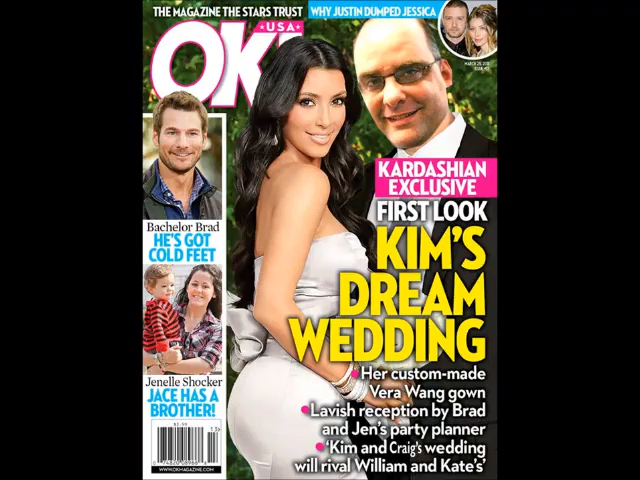 THE MAGAZINE THE STARS TRUST
WHY JUSTIN DUMPED JESSICA
USA
OK!
KARDASHIAN
EXCLUSIVE
FIRST LOOK
KIM'S
DREAM
WEDDING
Her custom-made
Vera Wang gown
Lavish reception by Brad
and Jen's party planner
'Kim and Craig's wedding
will rival William and Kate's'
Bachelor Brad
HE'S GOT
COLD FEET
Jenelle Shocker
JACE HAS A
BROTHER!
WWW.OKMAGAZINE.COM